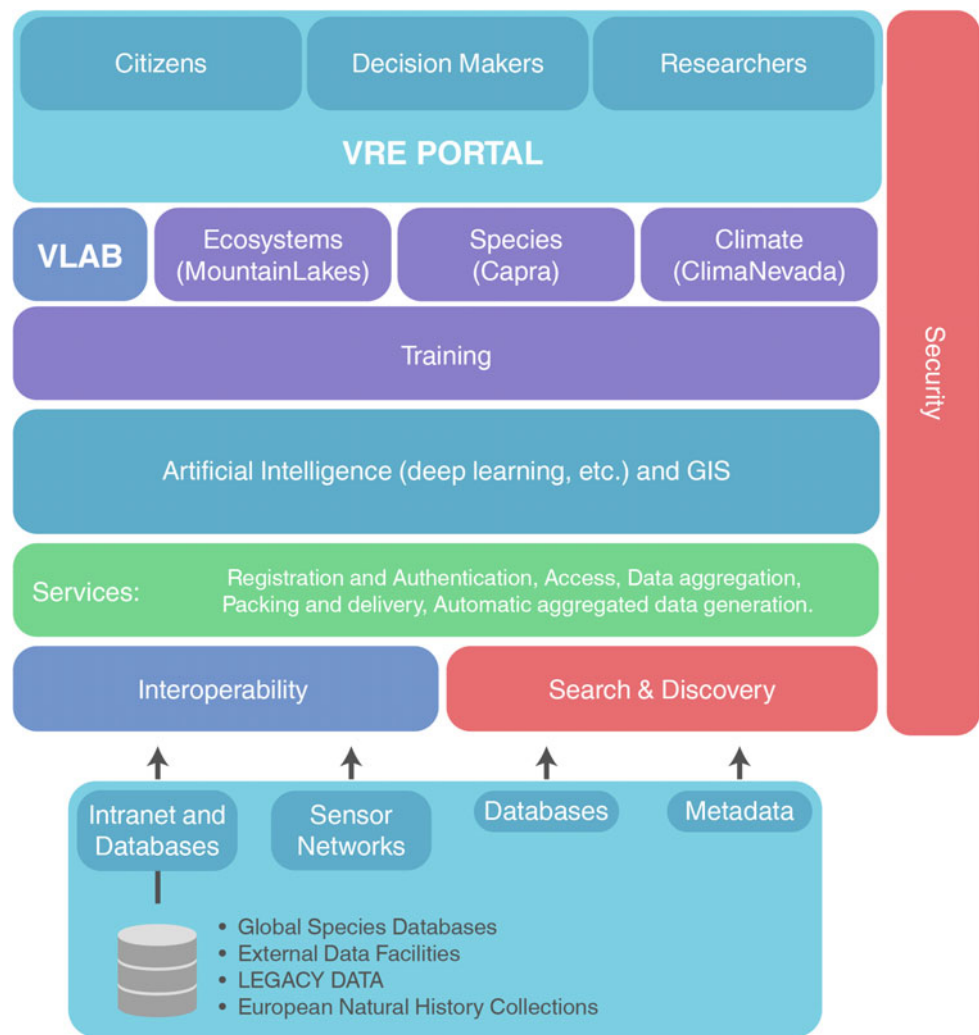 Citizens
Decision Makers
Researchers
VRE PORTAL
VLAB
Ecosystems
(MountainLakes)
Species
(Capra)
Climate
(ClimaNevada)
Training
Security
Artificial Intelligence (deep learning, etc.) and GIS
Services:
Registration and Authentication, Access, Data aggregation,
Packing and delivery, Automatic aggregated data generation.
Interoperability
Search & Discovery
Intranet and
Databases
Sensor
Networks
Databases
Metadata
• Global Species Databases
• External Data Facilities
• LEGACY DATA
• European Natural History Collections